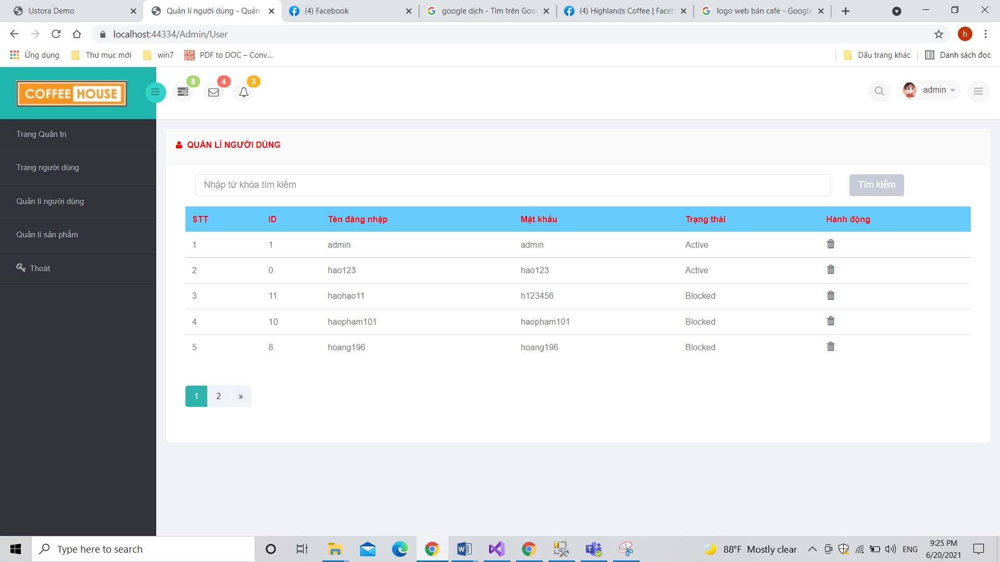 Ustora Demo
Quản lí người dùng - Quản
(4) Facebook
google dịch - Tìm trên Goo
(4) Highlands Coffee | Faceb
logo web bán cafe - Google
localhost:44334/Admin/User
h
Ứng dụng
Thư mục mới
win7
PDF to DOC – Conv...
Dấu trang khác
Danh sách đọc
COFFEE HOUSE
8
4
3
admin
Trang Quản trị
Trang người dùng
Quản lí người dùng
Quản lí sản phẩm
Thoát
QUẢN LÍ NGƯỜI DÙNG
Nhập từ khóa tìm kiếm
Tìm kiếm
STT ID Tên đăng nhập Mật khẩu Trạng thái Hành động
1 1 admin admin Active
2 0 hao123 hao123 Active
3 11 haohao11 h123456 Blocked
4 10 haopham101 haopham101 Blocked
5 8 hoang196 hoang196 Blocked
1 2 »
Type here to search
88°F Mostly clear
ENG
9:25 PM
6/20/2021